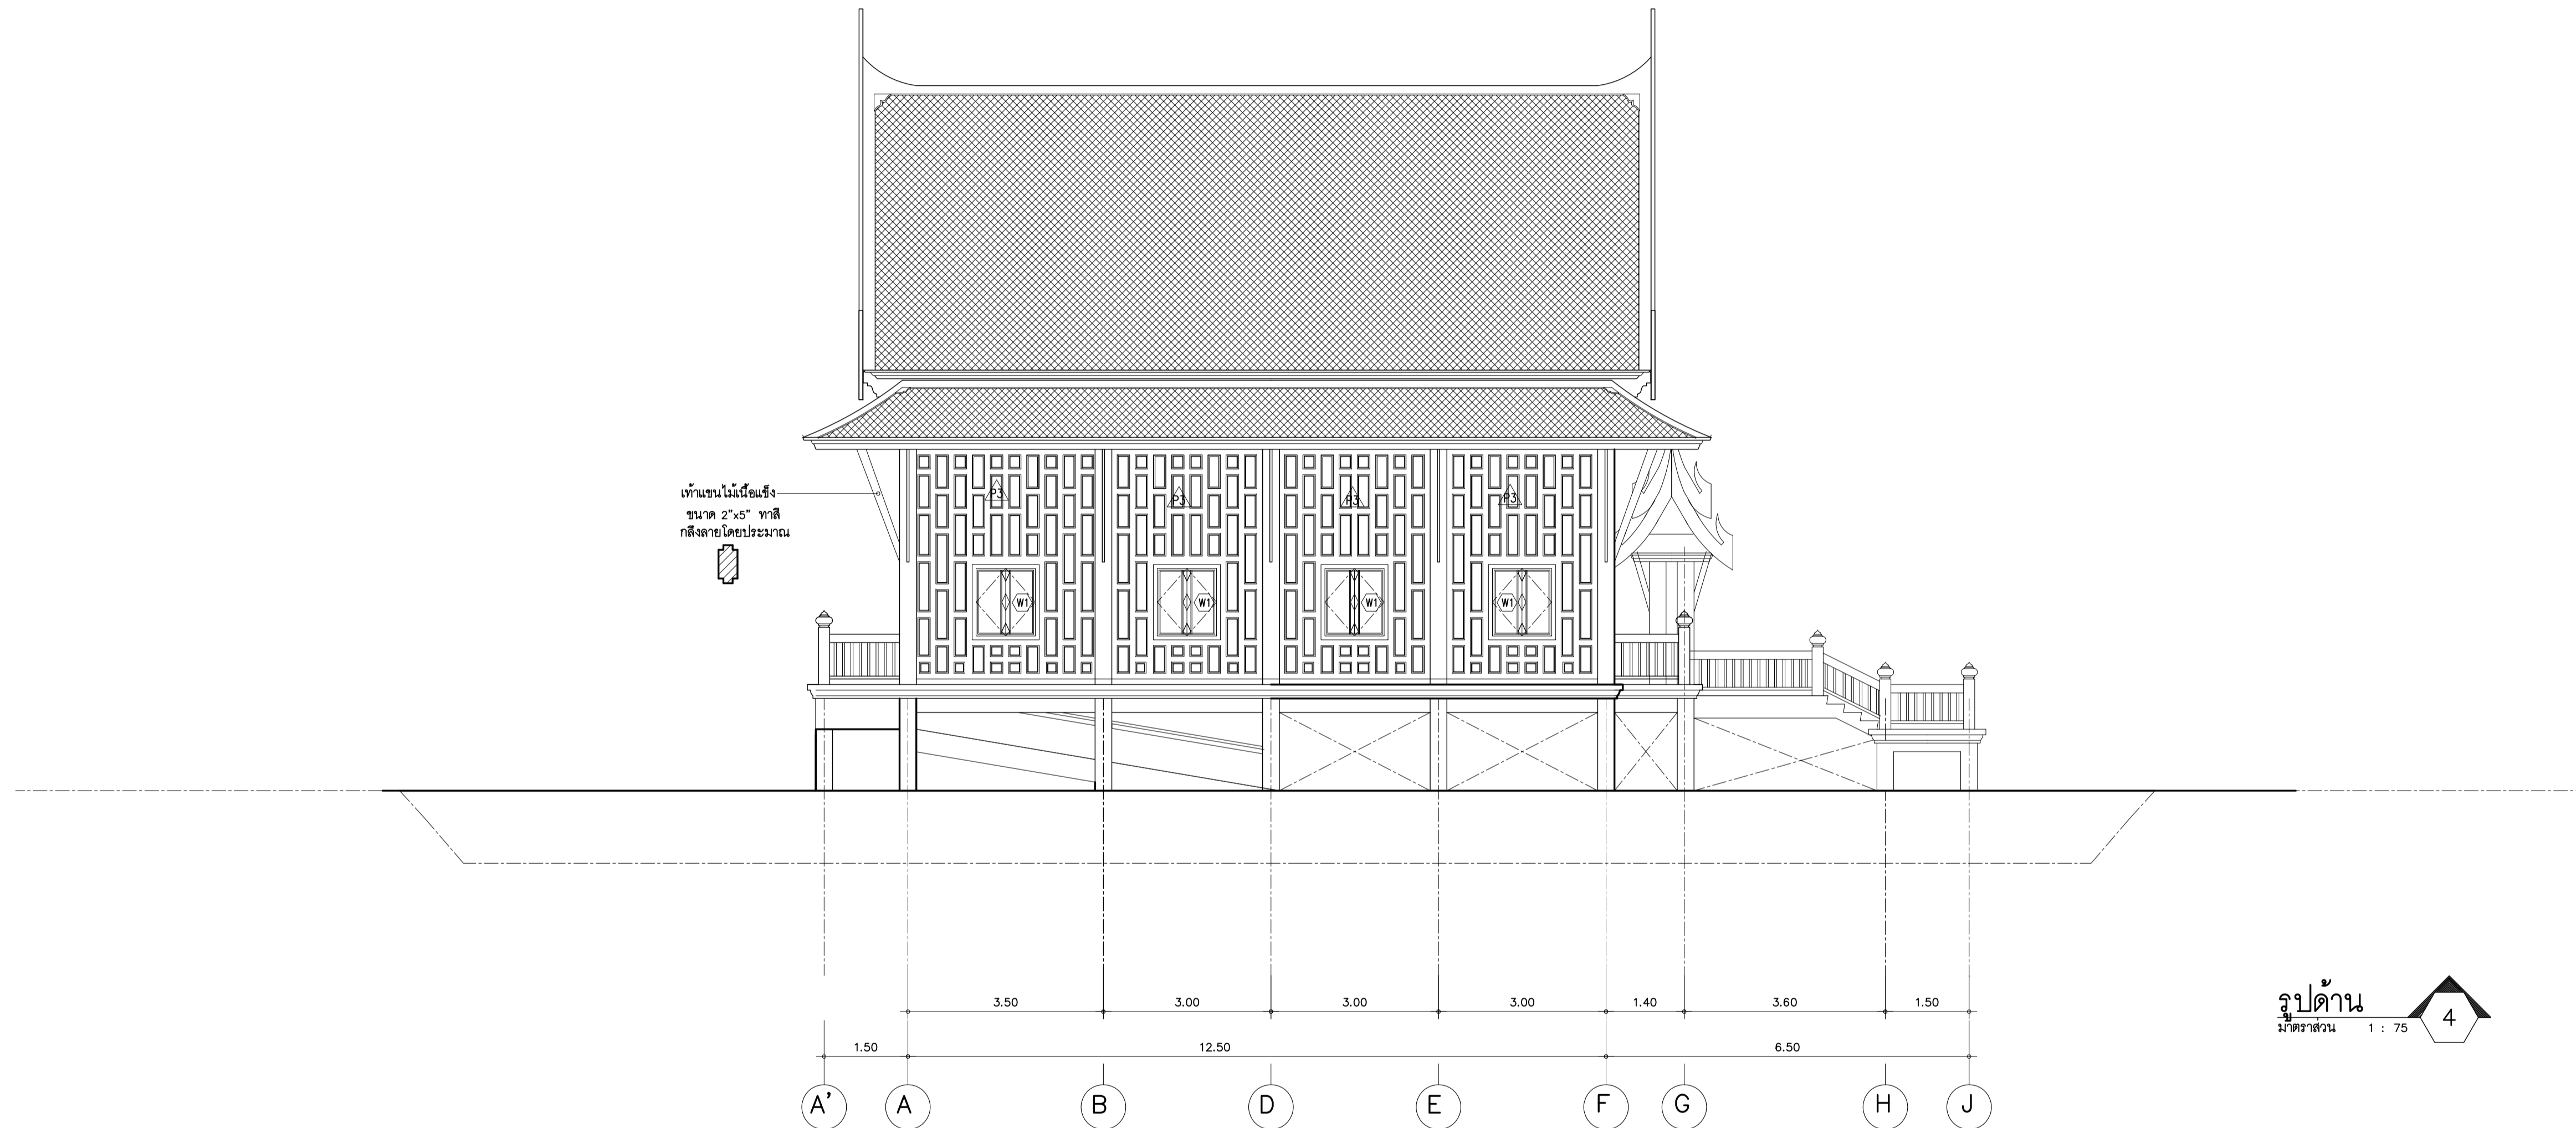 P3
P3
P3
P3
เท้าแขนไม้เนื้อแข็ง
ขนาด 2"x5" ทาสี
กลึงลายโดยประมาณ
W1
W1
W1
W1
3.50 3.00 3.00 3.00 1.40 3.60 1.50
1.50 12.50 6.50
A' A B D E F G H J
รูปด้าน
มาตราส่วน 1 : 75
4